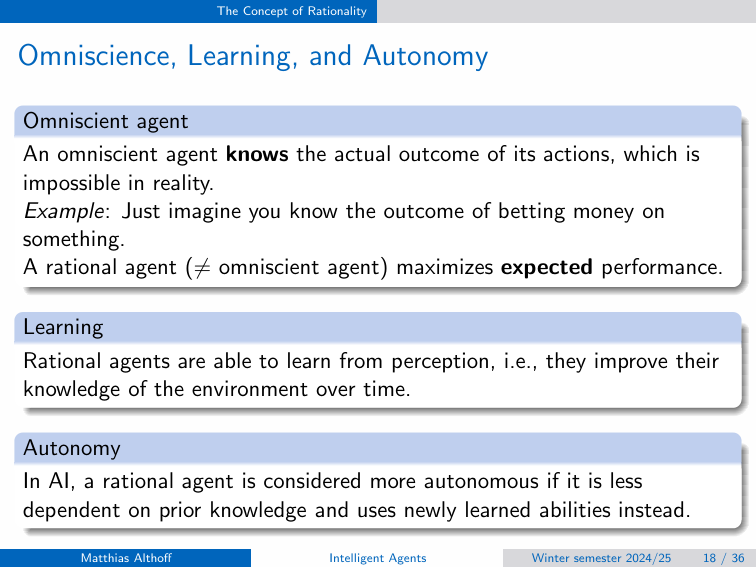 The Concept of Rationality
Omniscience, Learning, and Autonomy
Omniscient agent
An omniscient agent knows the actual outcome of its actions, which is
impossible in reality.
Example: Just imagine you know the outcome of betting money on
something.
A rational agent (≠ omniscient agent) maximizes expected performance.
Learning
Rational agents are able to learn from perception, i.e., they improve their
knowledge of the environment over time.
Autonomy
In AI, a rational agent is considered more autonomous if it is less
dependent on prior knowledge and uses newly learned abilities instead.
Matthias Althoff Intelligent Agents Winter semester 2024/25 18 / 36